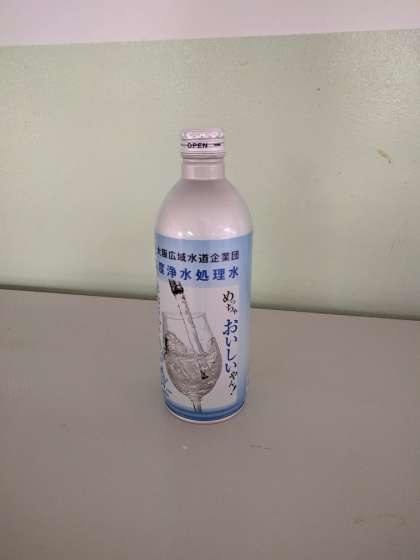 OPEN
大阪広域水道企業団
度浄水処理水
めっちゃ
おいしい
やん!